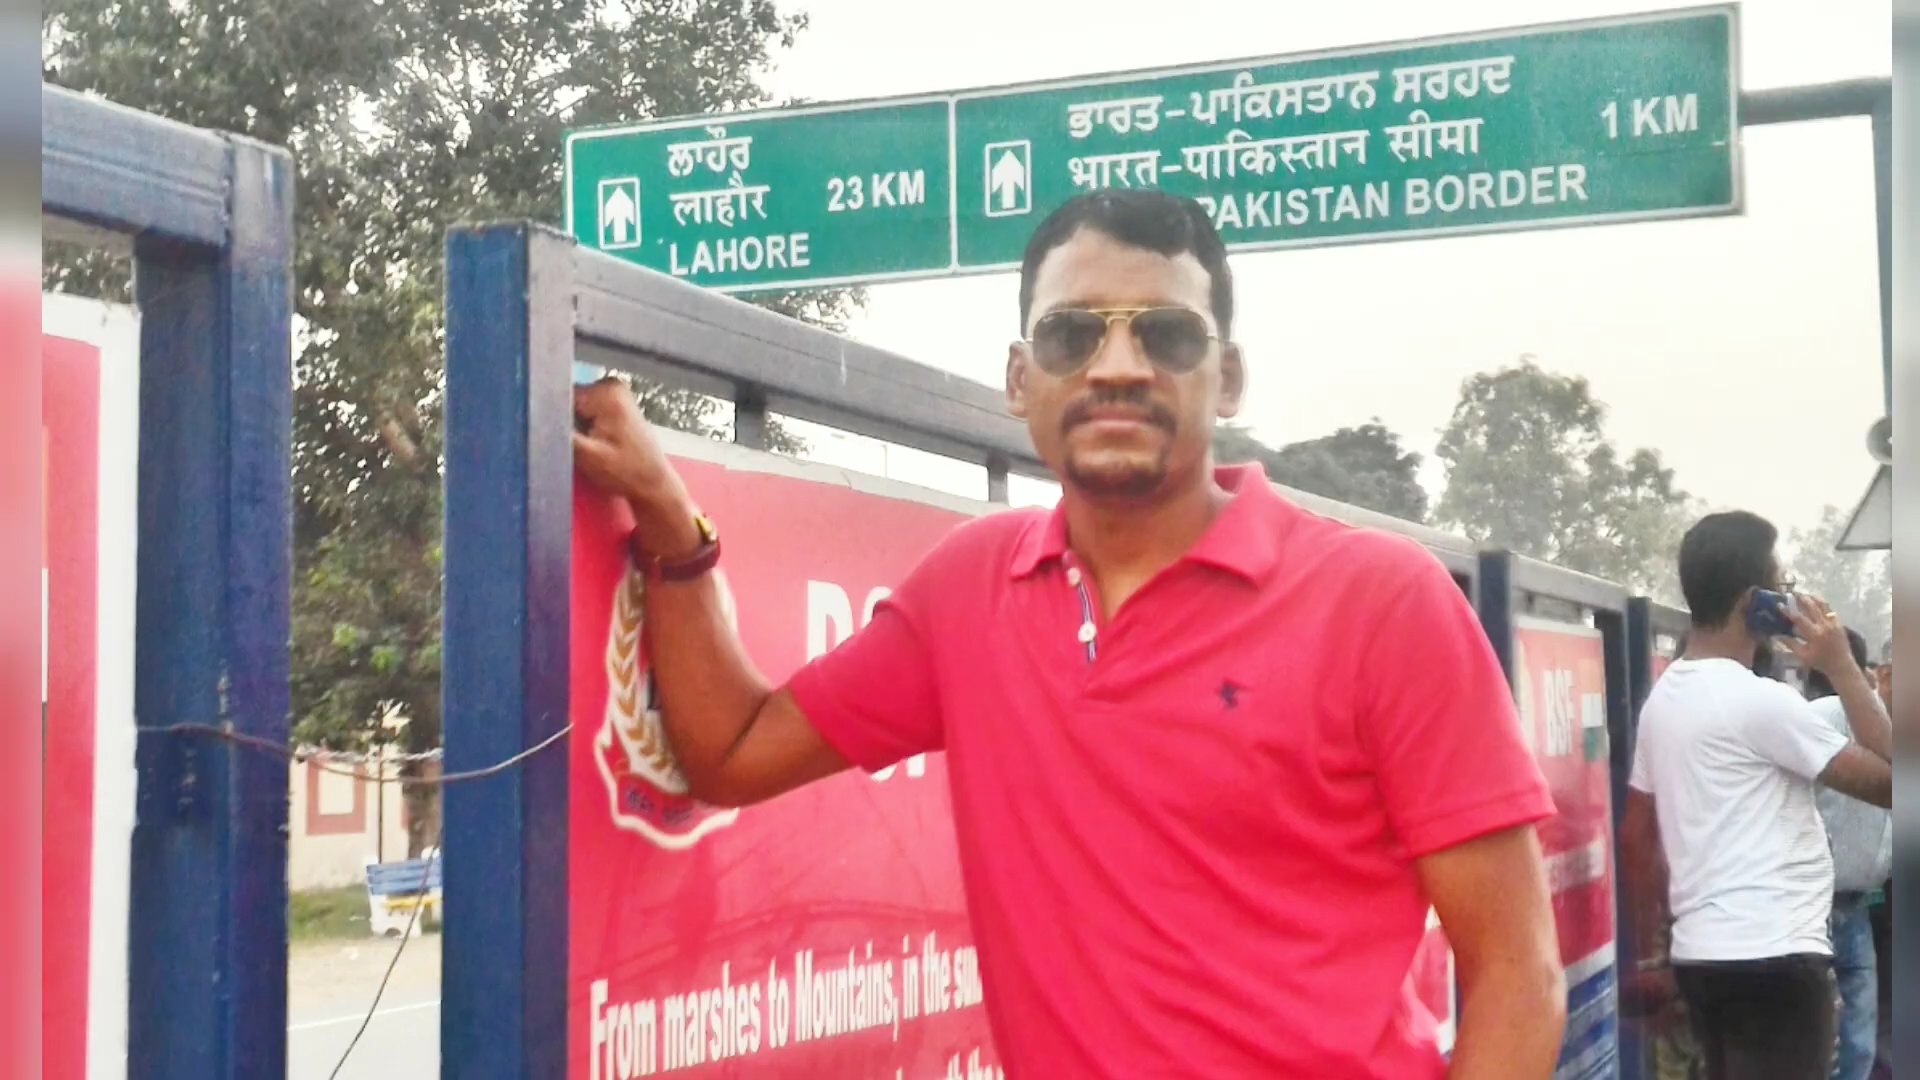 ਲਾਹੌਰ
लाहौर
LAHORE
23 KM
ਭਾਰਤ-ਪਾਕਿਸਤਾਨ ਸਰਹਦ
भारत-पाकिस्तान सीमा
PAKISTAN BORDER
1 KM
From marshes to Mountains, in the
BSF